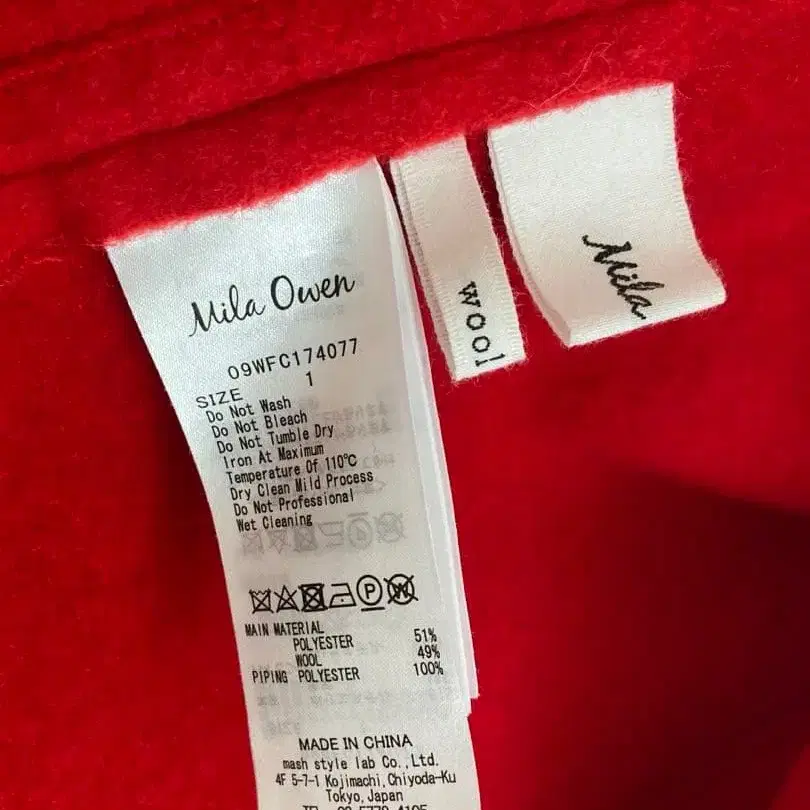 Mila Owen
09WFC174077
SIZE 1
Do Not Wash
Do Not Bleach
Do Not Tumble Dry
Iron At Maximum
Temperature Of 110℃
Dry Clean Mild Process
Do Not Professional
Wet Cleaning
P W
MAIN MATERIAL
POLYESTER 51%
WOOL 49%
PIPING POLYESTER 100%
MADE IN CHINA
mash style lab Co.,Ltd.
4F 5-7-1 Kojimachi,Chiyoda-Ku
Tokyo,Japan
wool
Mila